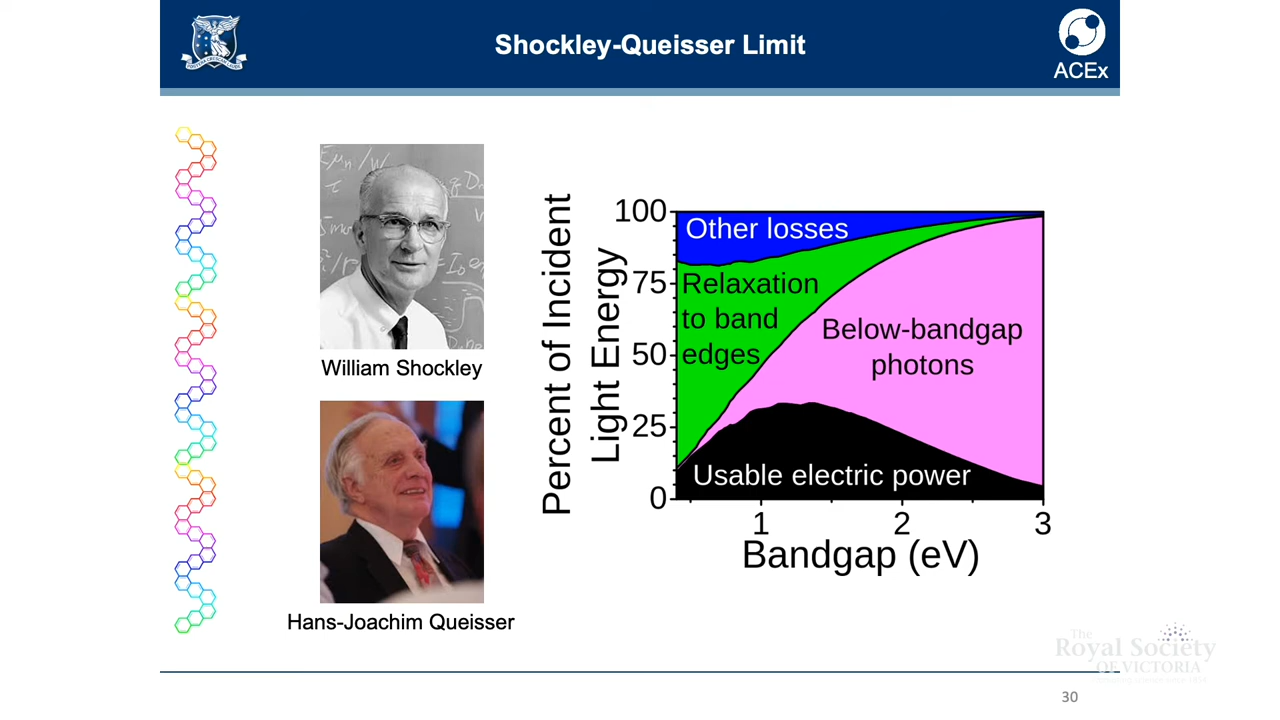 Shockley-Queisser Limit
ACEx
William Shockley
Hans-Joachim Queisser
Percent of Incident
Light Energy
100
75
50
25
0
Other losses
Relaxation
to band
edges
Below-bandgap
photons
Usable electric power
1
2
3
Bandgap (eV)
The
Royal Society
OF VICTORIA
30